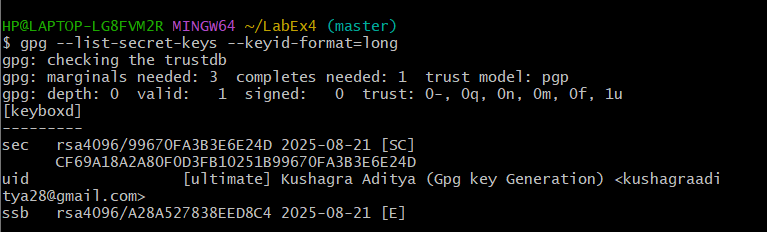 HP@LAPTOP-LG8FVM2R MINGW64 ~/LabEx4 (master)
$ gpg --list-secret-keys --keyid-format=long
gpg: checking the trustdb
gpg: marginals needed: 3  completes needed: 1  trust model: pgp
gpg: depth: 0  valid:   1  signed:   0  trust: 0-, 0q, 0n, 0m, 0f, 1u
[keyboxd]
---------
sec   rsa4096/99670FA3B3E6E24D 2025-08-21 [SC]
      CF69A18A2A80F0D3FB10251B99670FA3B3E6E24D
uid                 [ultimate] Kushagra Aditya (Gpg key Generation) <kushagraadi
tya28@gmail.com>
ssb   rsa4096/A28A527838EED8C4 2025-08-21 [E]